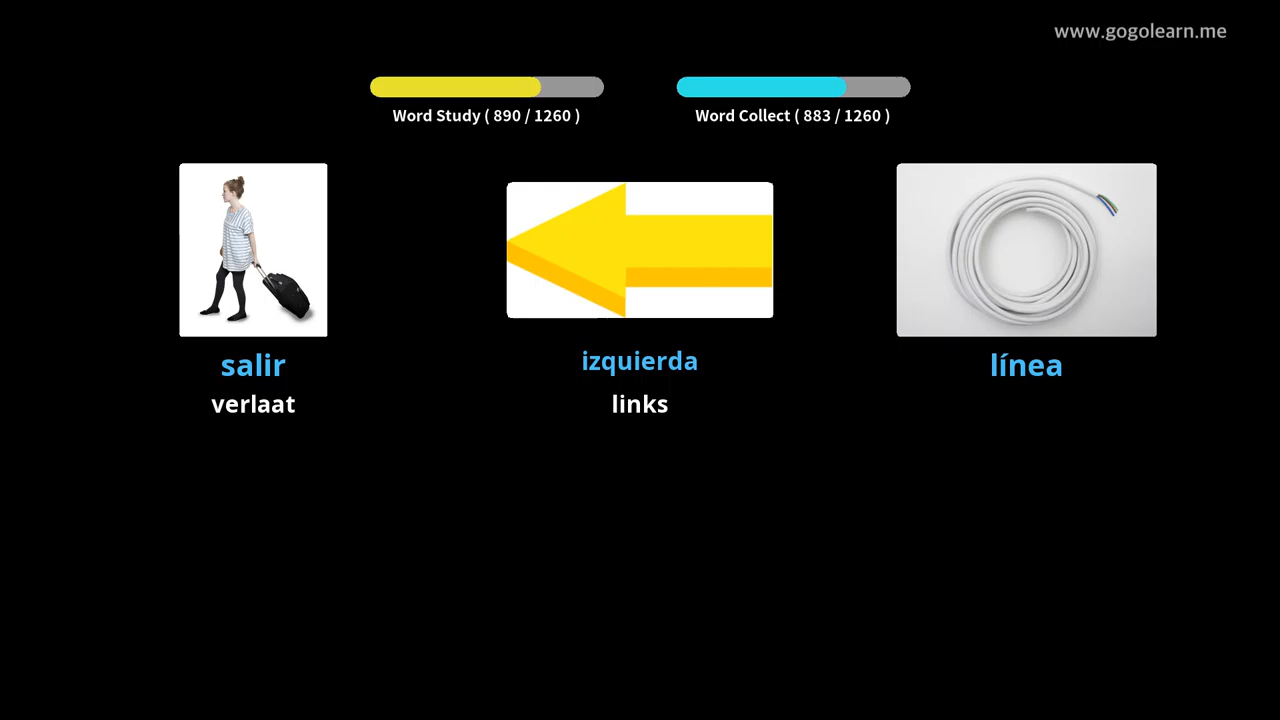 www.gogolearn.me
Word Study ( 890 / 1260 )
Word Collect ( 883 / 1260 )
salir
izquierda
línea
verlaat
links